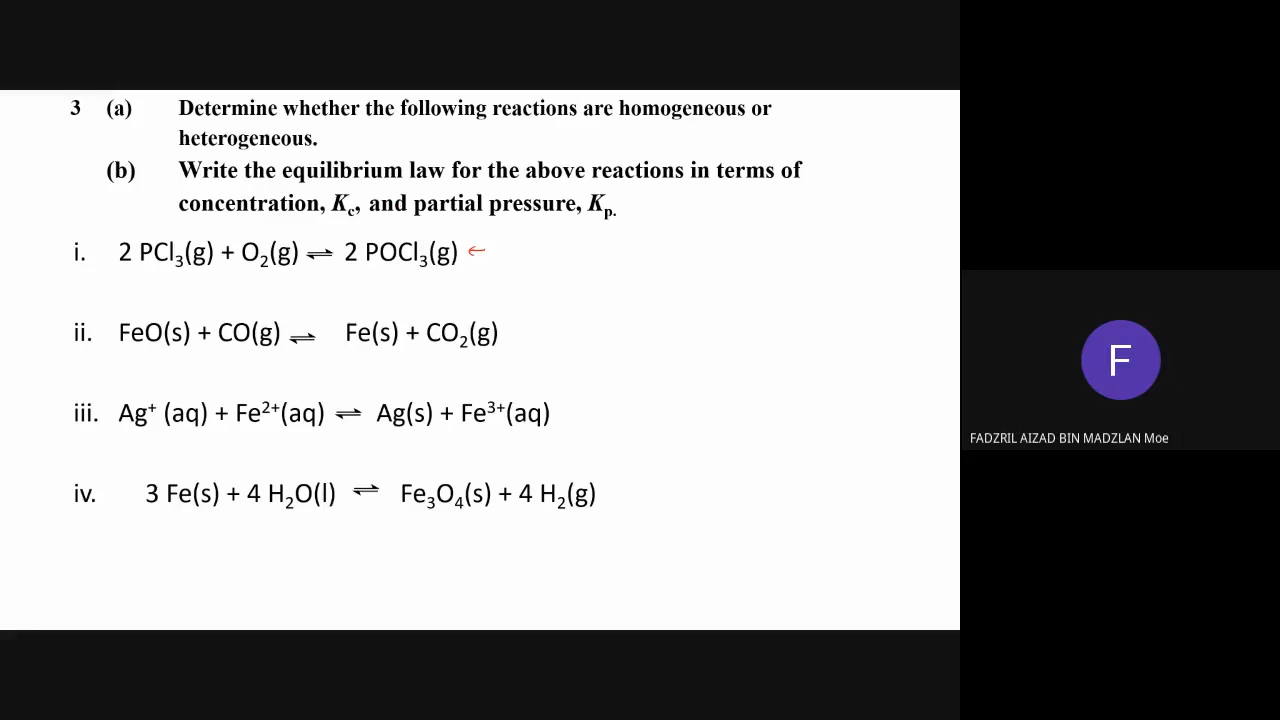 3 (a) Determine whether the following reactions are homogeneous or
heterogeneous.
(b) Write the equilibrium law for the above reactions in terms of
concentration, Kc, and partial pressure, Kp.
i. 2 PCl₃(g) + O₂(g) ⇌ 2 POCl₃(g) ←
ii. FeO(s) + CO(g) ⇌ Fe(s) + CO₂(g)
iii. Ag⁺ (aq) + Fe²⁺(aq) ⇌ Ag(s) + Fe³⁺(aq)
iv. 3 Fe(s) + 4 H₂O(l) ⇌ Fe₃O₄(s) + 4 H₂(g)
F
FADZRIL AIZAD BIN MADZLAN Moe